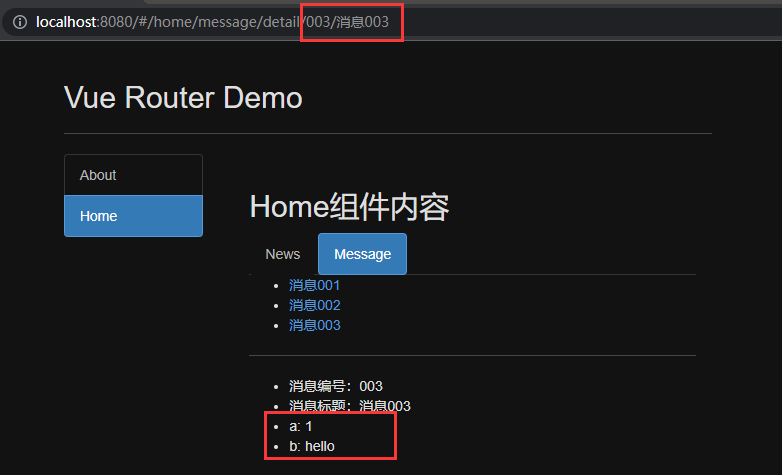 localhost:8080/#/home/message/detail/003/消息003
Vue Router Demo
About
Home
Home组件内容
News
Message
消息001
消息002
消息003
消息编号：003
消息标题：消息003
a: 1
b: hello